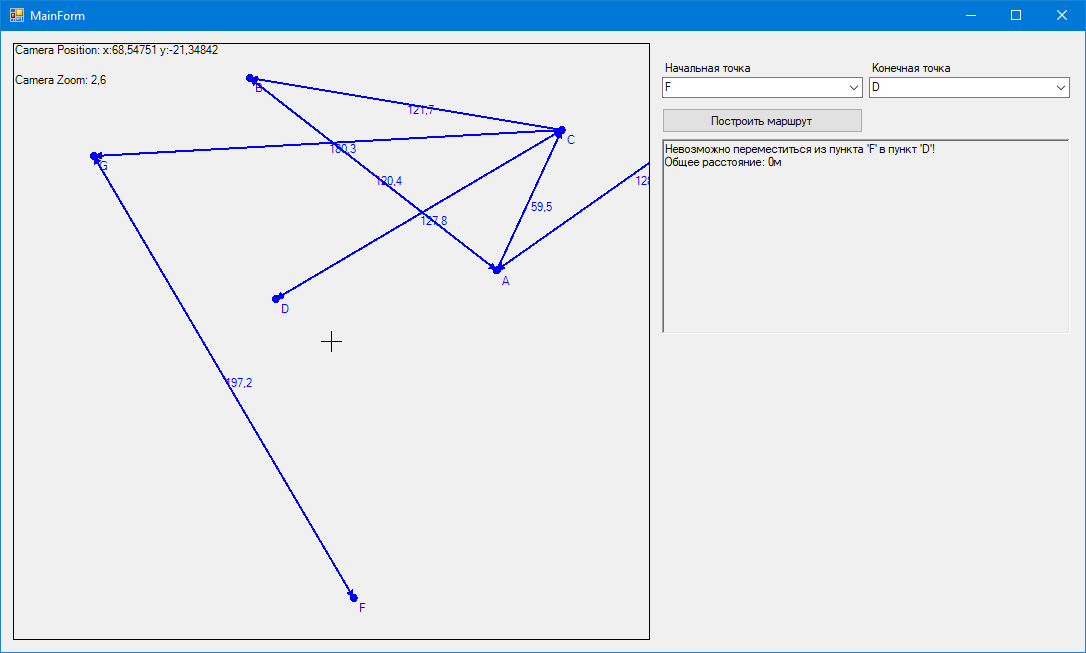 MainForm
Camera Position: x:68,54751 y:-21,34842
Camera Zoom: 2,6
B
121,7
C
G
180,3
120,4
59,5
127,8
A
D
197,2
F
Начальная точка
Конечная точка
F
D
Построить маршрут
Невозможно переместиться из пункта 'F' в пункт 'D'!
Общее расстояние: 0м